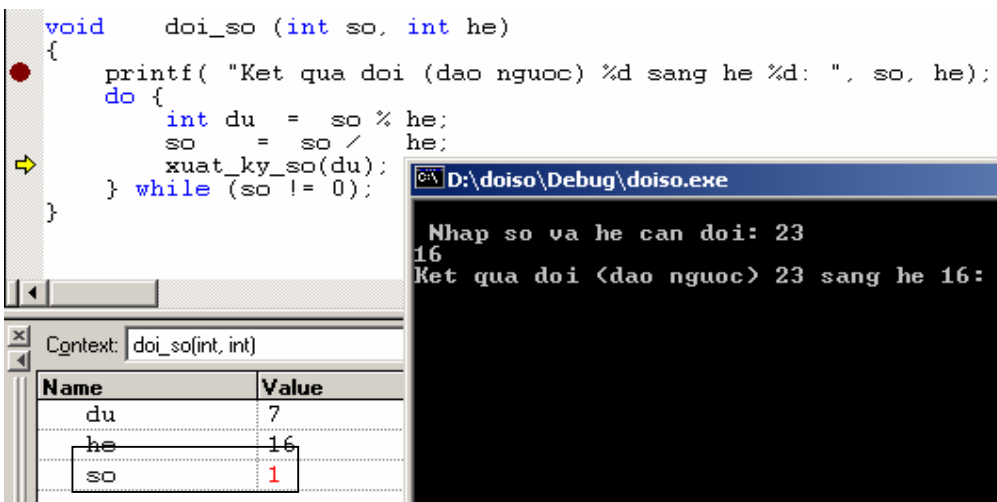 void doi_so (int so, int he)
{
printf( "Ket qua doi (dao nguoc) %d sang he %d: ", so, he);
do {
int du = so % he;
so = so / he;
xuat_ky_so(du);
} while (so != 0);
}
D:\doiso\Debug\doiso.exe
Nhap so va he can doi: 23
16
Ket qua doi (dao nguoc) 23 sang he 16:
Context: doi_so(int, int)
Name Value
du 7
he 16
so 1